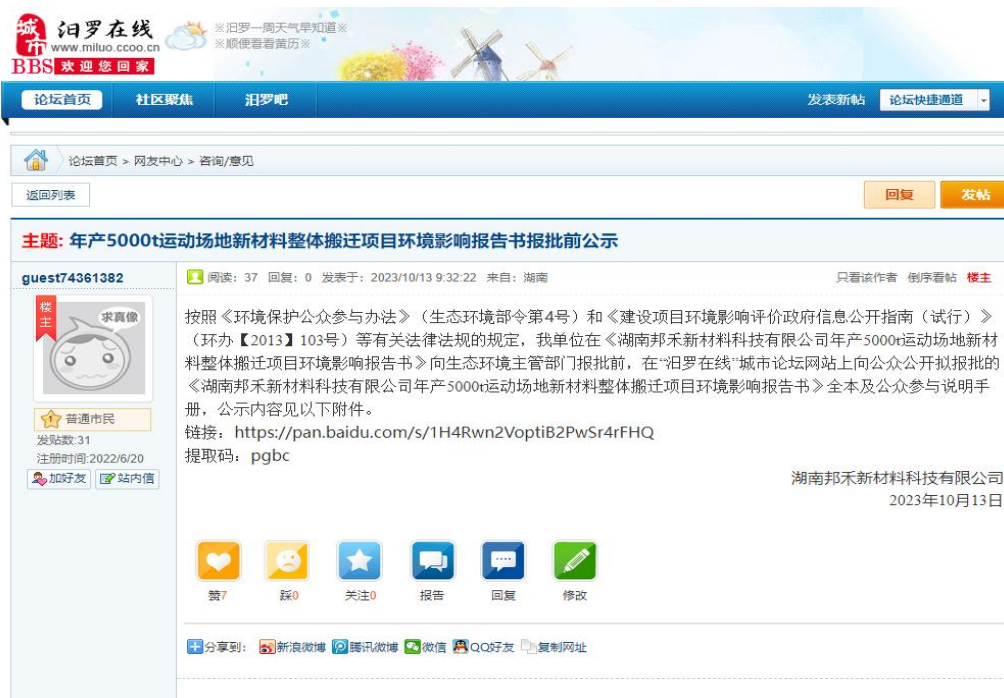 城市
汨罗在线
www.miluo.ccoo.cn
BBS 欢迎您回家
※汨罗一周天气早知道※
※顺便看看黄历※
论坛首页 社区聚焦 汨罗吧 发表新帖 论坛快捷通道
论坛首页 > 网友中心 > 咨询/意见
返回列表 回复 发帖
主题: 年产5000t运动场地新材料整体搬迁项目环境影响报告书报批前公示
guest74361382
楼主
求真像
普通市民
发贴数:31
注册时间:2022/6/20
加好友 站内信
阅读: 37 回复: 0 发表于: 2023/10/13 9:32:22 来自: 湖南 只看该作者 倒序看帖 楼主
按照《环境保护公众参与办法》（生态环境部令第4号）和《建设项目环境影响评价政府信息公开指南（试行）》
（环办【2013】103号）等有关法律法规的规定，我单位在《湖南邦禾新材料科技有限公司年产5000t运动场地新材
料整体搬迁项目环境影响报告书》向生态环境主管部门报批前，在“汨罗在线”城市论坛网站上向公众公开拟报批的
《湖南邦禾新材料科技有限公司年产5000t运动场地新材料整体搬迁项目环境影响报告书》全本及公众参与说明手
册，公示内容见以下附件。
链接：https://pan.baidu.com/s/1H4Rwn2VoptiB2PwSr4rFHQ
提取码：pgbc
湖南邦禾新材料科技有限公司
2023年10月13日
赞7 踩0 关注0 报告 回复 修改
分享到: 新浪微博 腾讯微博 微信 QQ好友 复制网址